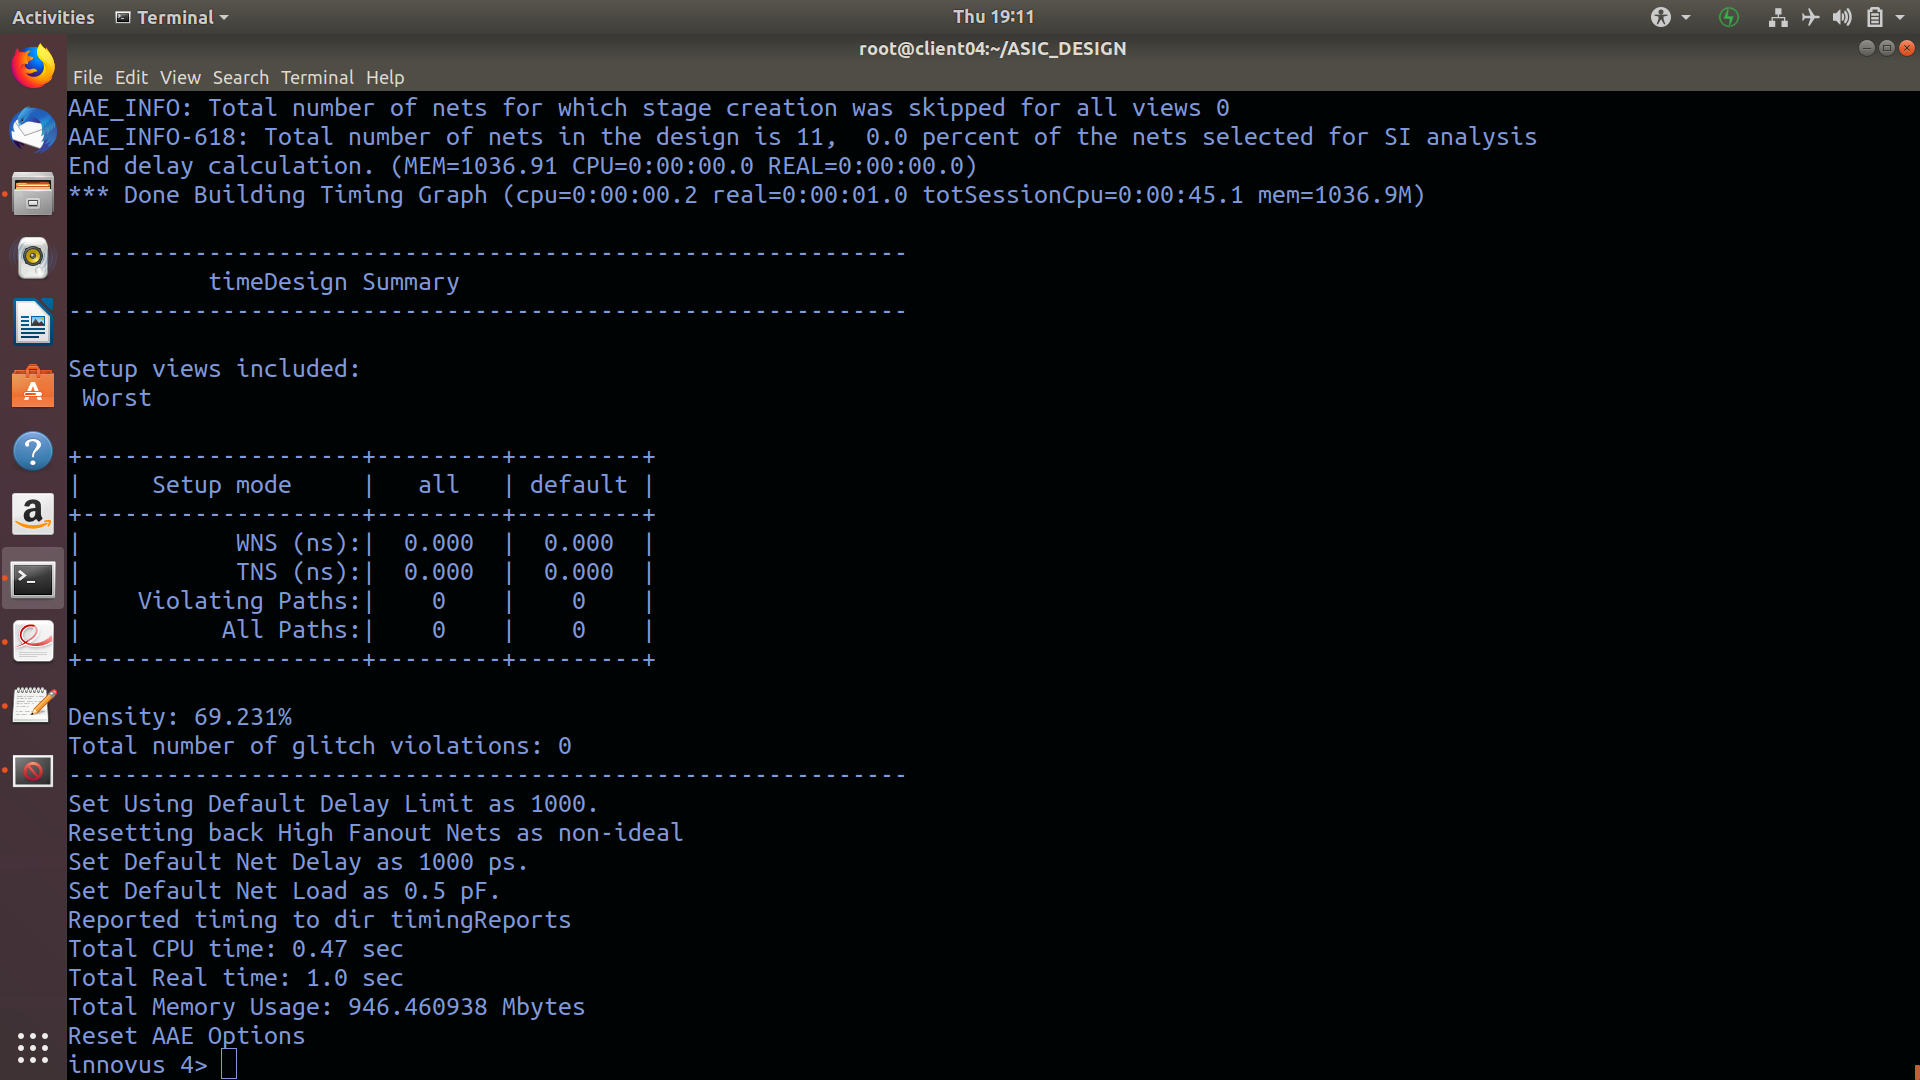 Activities Terminal Thu 19:11
root@client04:~/ASIC_DESIGN
File Edit View Search Terminal Help
AAE_INFO: Total number of nets for which stage creation was skipped for all views 0
AAE_INFO-618: Total number of nets in the design is 11,  0.0 percent of the nets selected for SI analysis
End delay calculation. (MEM=1036.91 CPU=0:00:00.0 REAL=0:00:00.0)
*** Done Building Timing Graph (cpu=0:00:00.2 real=0:00:01.0 totSessionCpu=0:00:45.1 mem=1036.9M)
------------------------------------------------------------
          timeDesign Summary
------------------------------------------------------------
Setup views included:
 Worst
+--------------------+---------+---------+
|     Setup mode     |   all   | default |
+--------------------+---------+---------+
|           WNS (ns):|  0.000  |  0.000  |
|           TNS (ns):|  0.000  |  0.000  |
|    Violating Paths:|    0    |    0    |
|          All Paths:|    0    |    0    |
+--------------------+---------+---------+
Density: 69.231%
Total number of glitch violations: 0
------------------------------------------------------------
Set Using Default Delay Limit as 1000.
Resetting back High Fanout Nets as non-ideal
Set Default Net Delay as 1000 ps.
Set Default Net Load as 0.5 pF.
Reported timing to dir timingReports
Total CPU time: 0.47 sec
Total Real time: 1.0 sec
Total Memory Usage: 946.460938 Mbytes
Reset AAE Options
innovus 4>